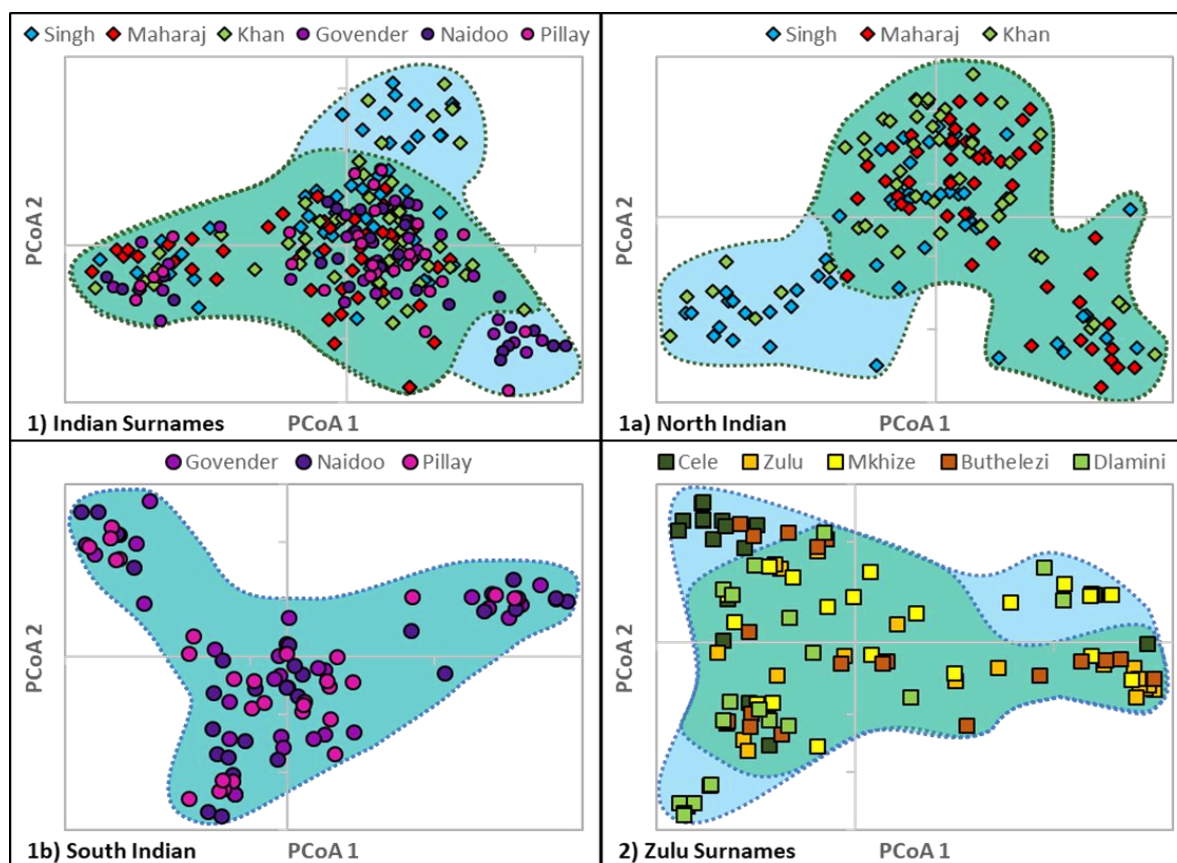 Singh Maharaj Khan Govender Naidoo Pillay
PCoA 2
1) Indian Surnames PCoA 1
Singh Maharaj Khan
PCoA 2
1a) North Indian PCoA 1
Govender Naidoo Pillay
PCoA 2
1b) South Indian PCoA 1
Cele Zulu Mkhize Buthelezi Dlamini
PCoA 2
2) Zulu Surnames PCoA 1